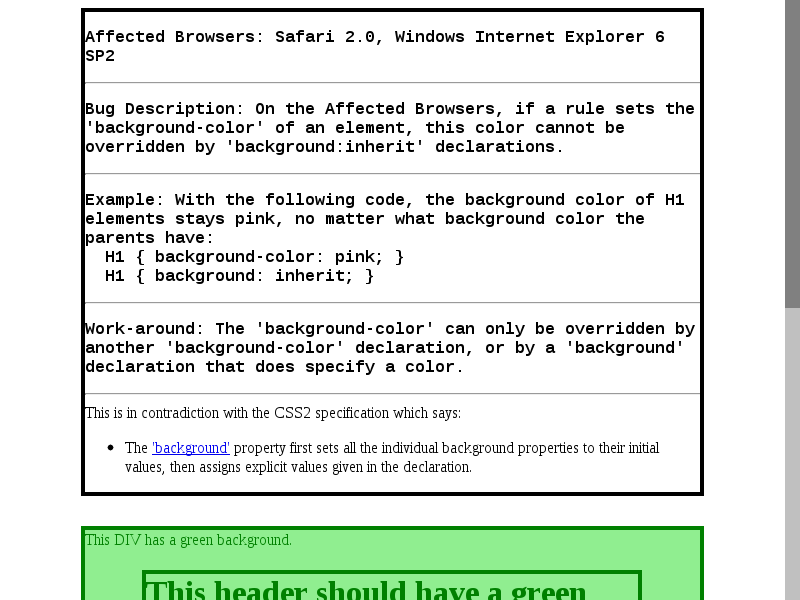 Affected Browsers: Safari 2.0, Windows Internet Explorer 6
SP2
Bug Description: On the Affected Browsers, if a rule sets the
'background-color' of an element, this color cannot be
overridden by 'background:inherit' declarations.
Example: With the following code, the background color of H1
elements stays pink, no matter what background color the
parents have:
H1 { background-color: pink; }
H1 { background: inherit; }
Work-around: The 'background-color' can only be overridden by
another 'background-color' declaration, or by a 'background'
declaration that does specify a color.
This is in contradiction with the CSS2 specification which says:
The 'background' property first sets all the individual background properties to their initial
values, then assigns explicit values given in the declaration.
This DIV has a green background.
This header should have a green